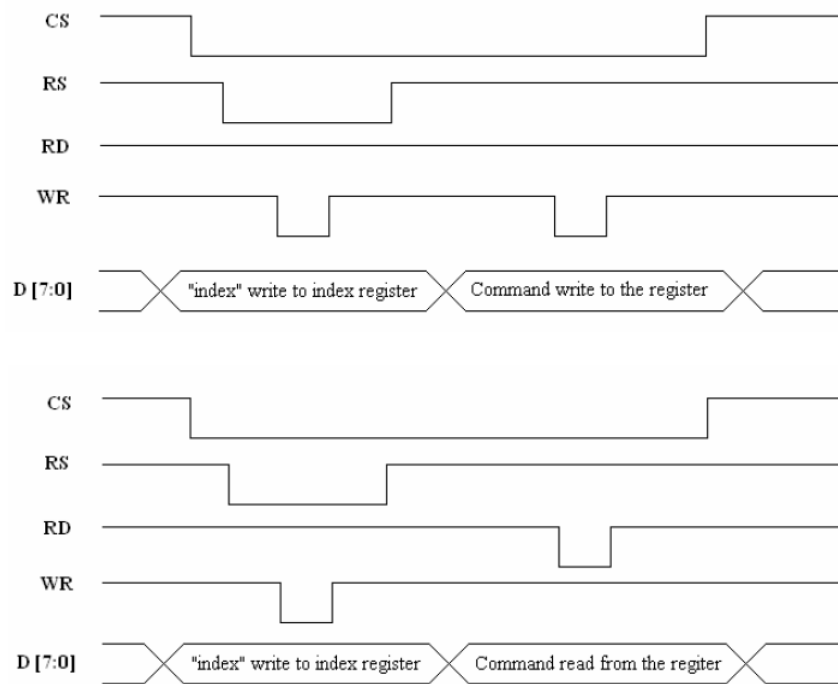 CS
RS
RD
WR
D [7:0]
"index" write to index register
Command write to the register
CS
RS
RD
WR
D [7:0]
"index" write to index register
Command read from the regiter